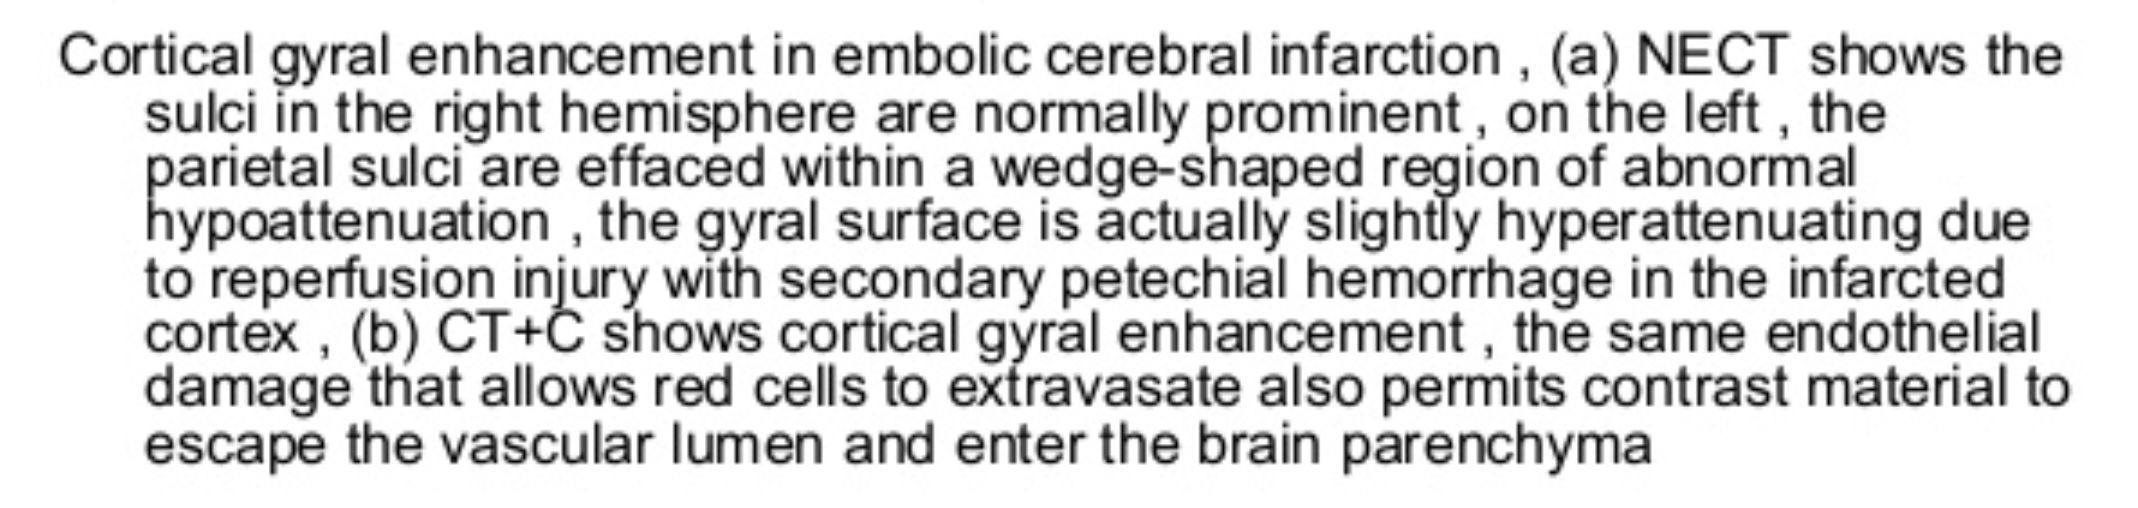 Cortical gyral enhancement in embolic cerebral infarction , (a) NECT shows the
sulci in the right hemisphere are normally prominent , on the left , the
parietal sulci are effaced within a wedge-shaped region of abnormal
hypoattenuation , the gyral surface is actually slightly hyperattenuating due
to reperfusion injury with secondary petechial hemorrhage in the infarcted
cortex , (b) CT+C shows cortical gyral enhancement , the same endothelial
damage that allows red cells to extravasate also permits contrast material to
escape the vascular lumen and enter the brain parenchyma